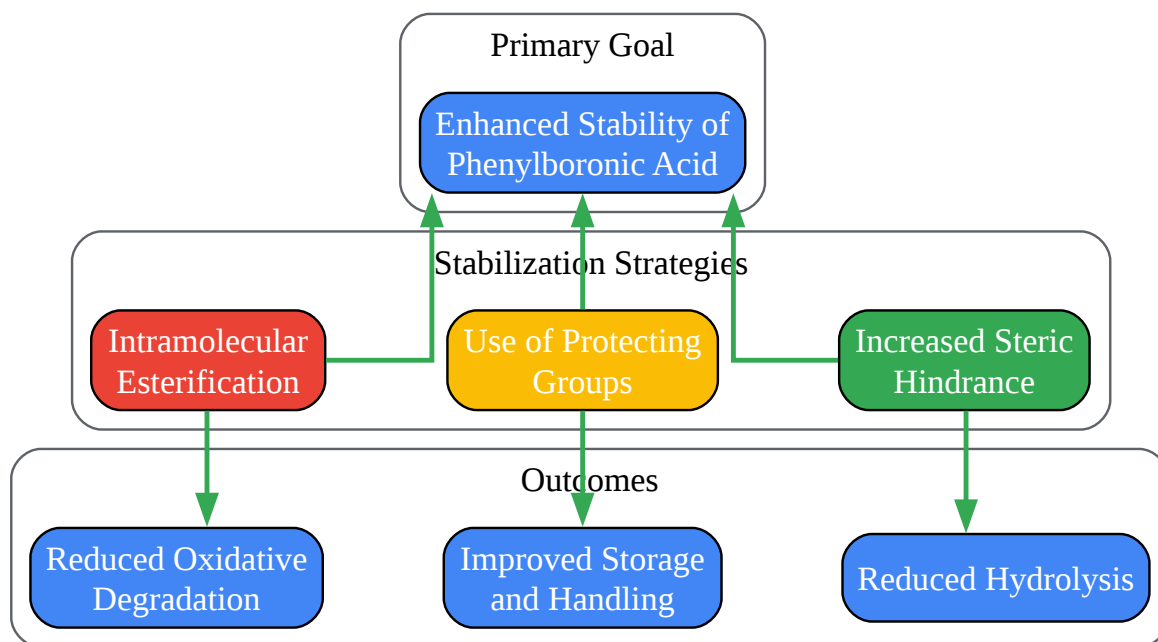 Primary Goal
Enhanced Stability of
Phenylboronic Acid
Stabilization Strategies
Intramolecular
Esterification
Use of Protecting
Groups
Increased Steric
Hindrance
Outcomes
Reduced Oxidative
Degradation
Improved Storage
and Handling
Reduced Hydrolysis